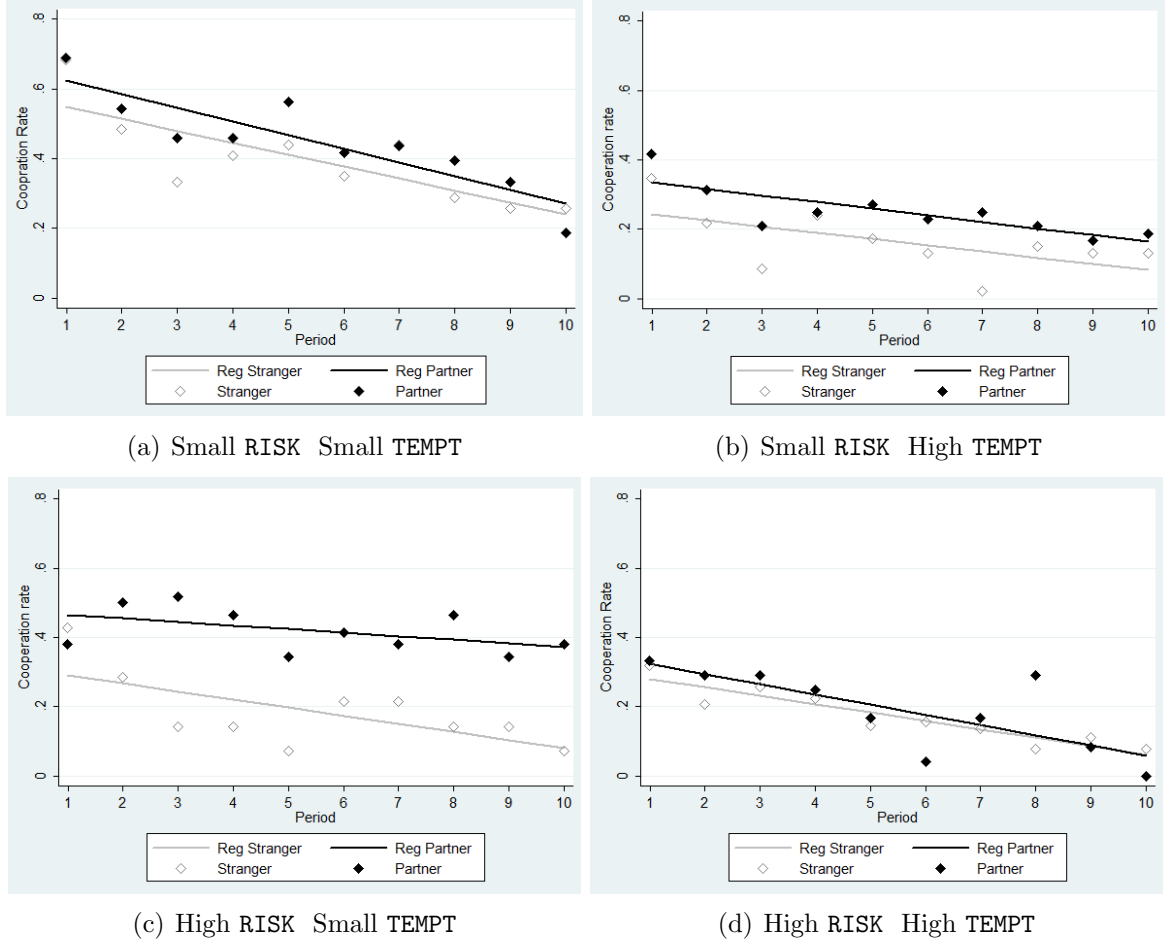 .8
.6
.4
.2
0
Cooapration Rate
1 2 3 4 5 6 7 8 9 10
Period
Reg Stranger Reg Partner
Stranger Partner
(a) Small RISK Small TEMPT
.8
.6
.4
.2
0
Cooperation rate
1 2 3 4 5 6 7 8 9 10
Period
Reg Stranger Reg Partner
Stranger Partner
(b) Small RISK High TEMPT
.8
.6
.4
.2
0
Cooperation rate
1 2 3 4 5 6 7 8 9 10
Period
Reg Stranger Reg Partner
Stranger Partner
(c) High RISK Small TEMPT
.8
.6
.4
.2
0
Cooperation rate
1 2 3 4 5 6 7 8 9 10
Period
Reg Stranger Reg Partner
Stranger Partner
(d) High RISK High TEMPT